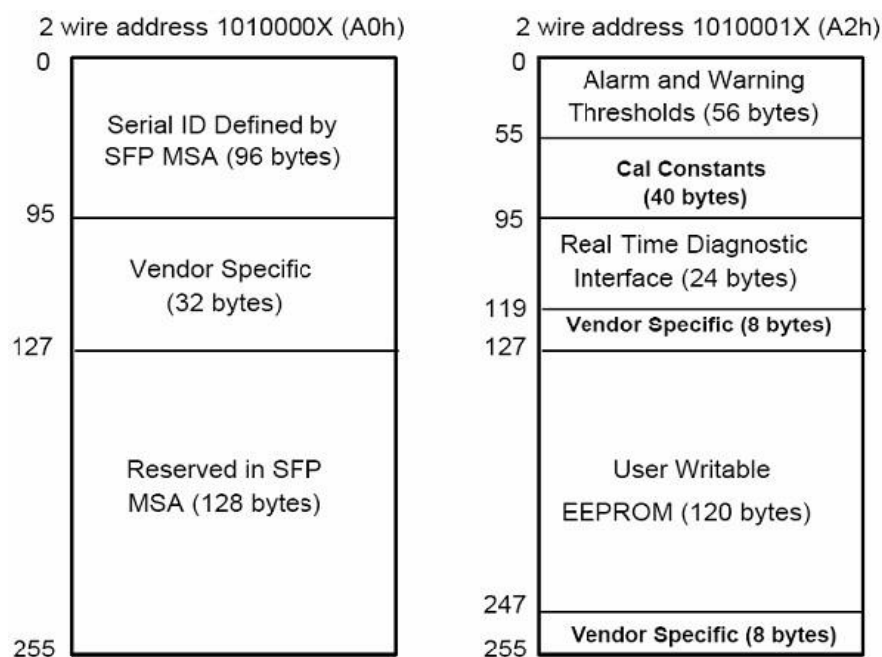 2 wire address 1010000X (A0h)
0
Serial ID Defined by
SFP MSA (96 bytes)
95
Vendor Specific
(32 bytes)
127
Reserved in SFP
MSA (128 bytes)
255
2 wire address 1010001X (A2h)
0
Alarm and Warning
Thresholds (56 bytes)
55
Cal Constants
(40 bytes)
95
Real Time Diagnostic
Interface (24 bytes)
119
Vendor Specific (8 bytes)
127
User Writable
EEPROM (120 bytes)
247
Vendor Specific (8 bytes)
255